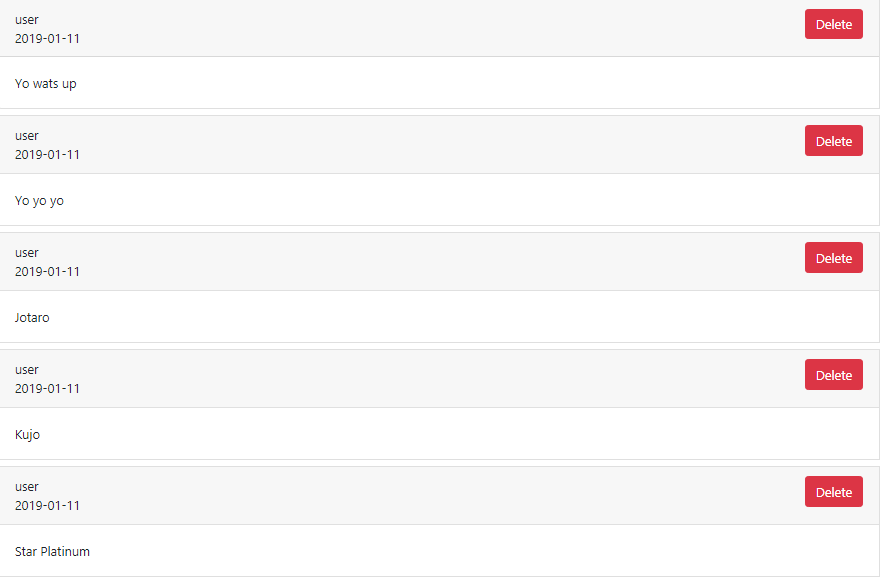 user
Delete
2019-01-11
Yo wats up
user
Delete
2019-01-11
Yo yo yo
user
Delete
2019-01-11
Jotaro
user
Delete
2019-01-11
Kujo
user
Delete
2019-01-11
Star Platinum